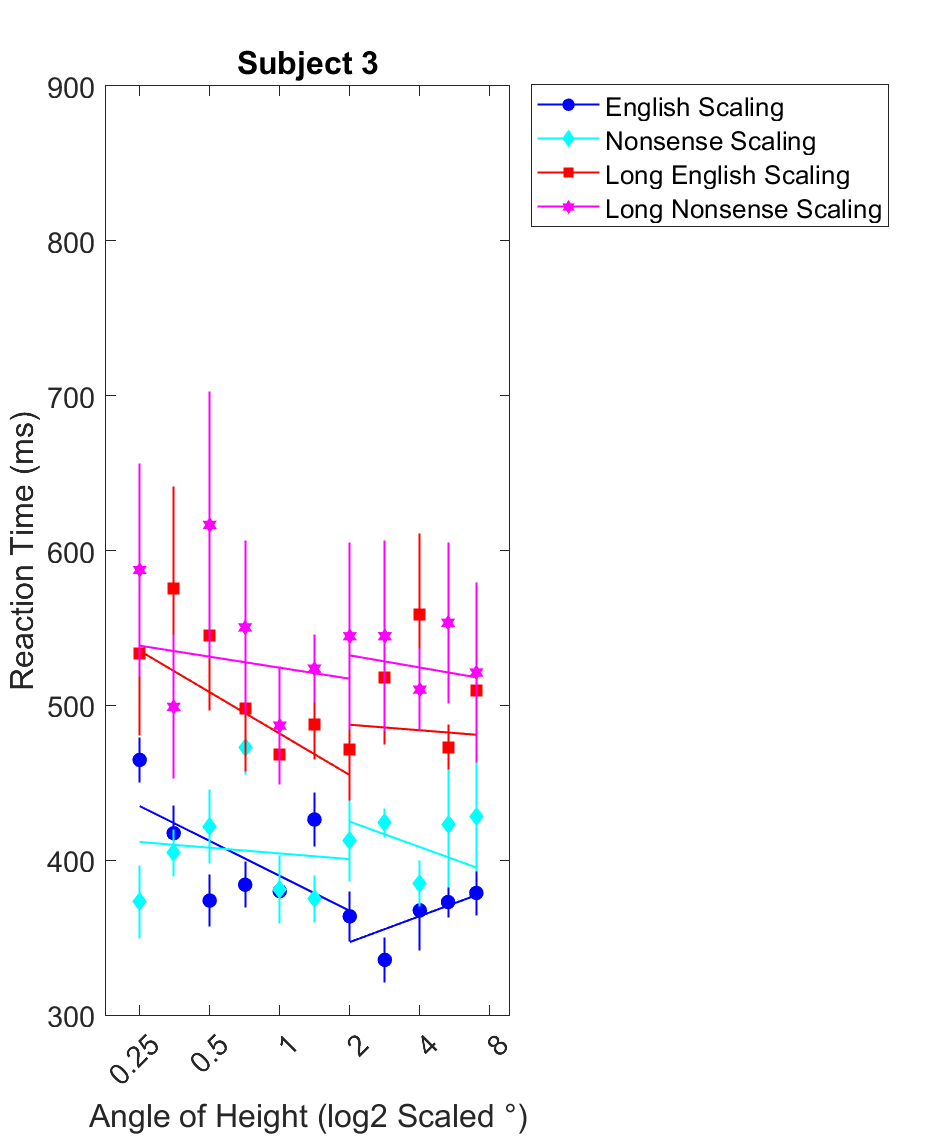 Subject 3
900
800
700
600
500
400
300
Reaction Time (ms)
0.25
0.5
1
2
4
8
Angle of Height (log2 Scaled °)
English Scaling
Nonsense Scaling
Long English Scaling
Long Nonsense Scaling